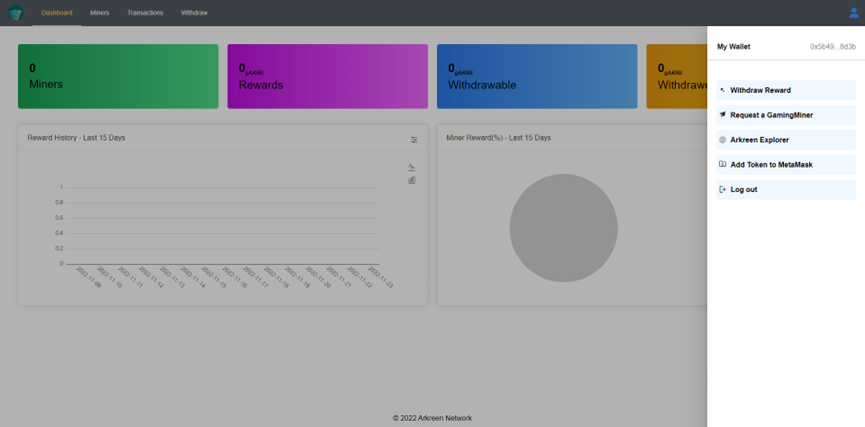 Dashboard Miners Transactions Withdraw
My Wallet 0x5b49...8d3b
0
Miners
0 gAKRE
Rewards
0 gAKRE
Withdrawable
0 gAKRE
Withdrawe
Withdraw Reward
Request a GamingMiner
Arkreen Explorer
Add Token to MetaMask
Log out
Reward History - Last 15 Days
1
0.8
0.6
0.4
0.2
0
2022-11-09
2022-11-10
2022-11-11
2022-11-12
2022-11-13
2022-11-14
2022-11-15
2022-11-16
2022-11-17
2022-11-18
2022-11-19
2022-11-20
2022-11-21
2022-11-22
2022-11-23
Miner Reward(%) - Last 15 Days
© 2022 Arkreen Network